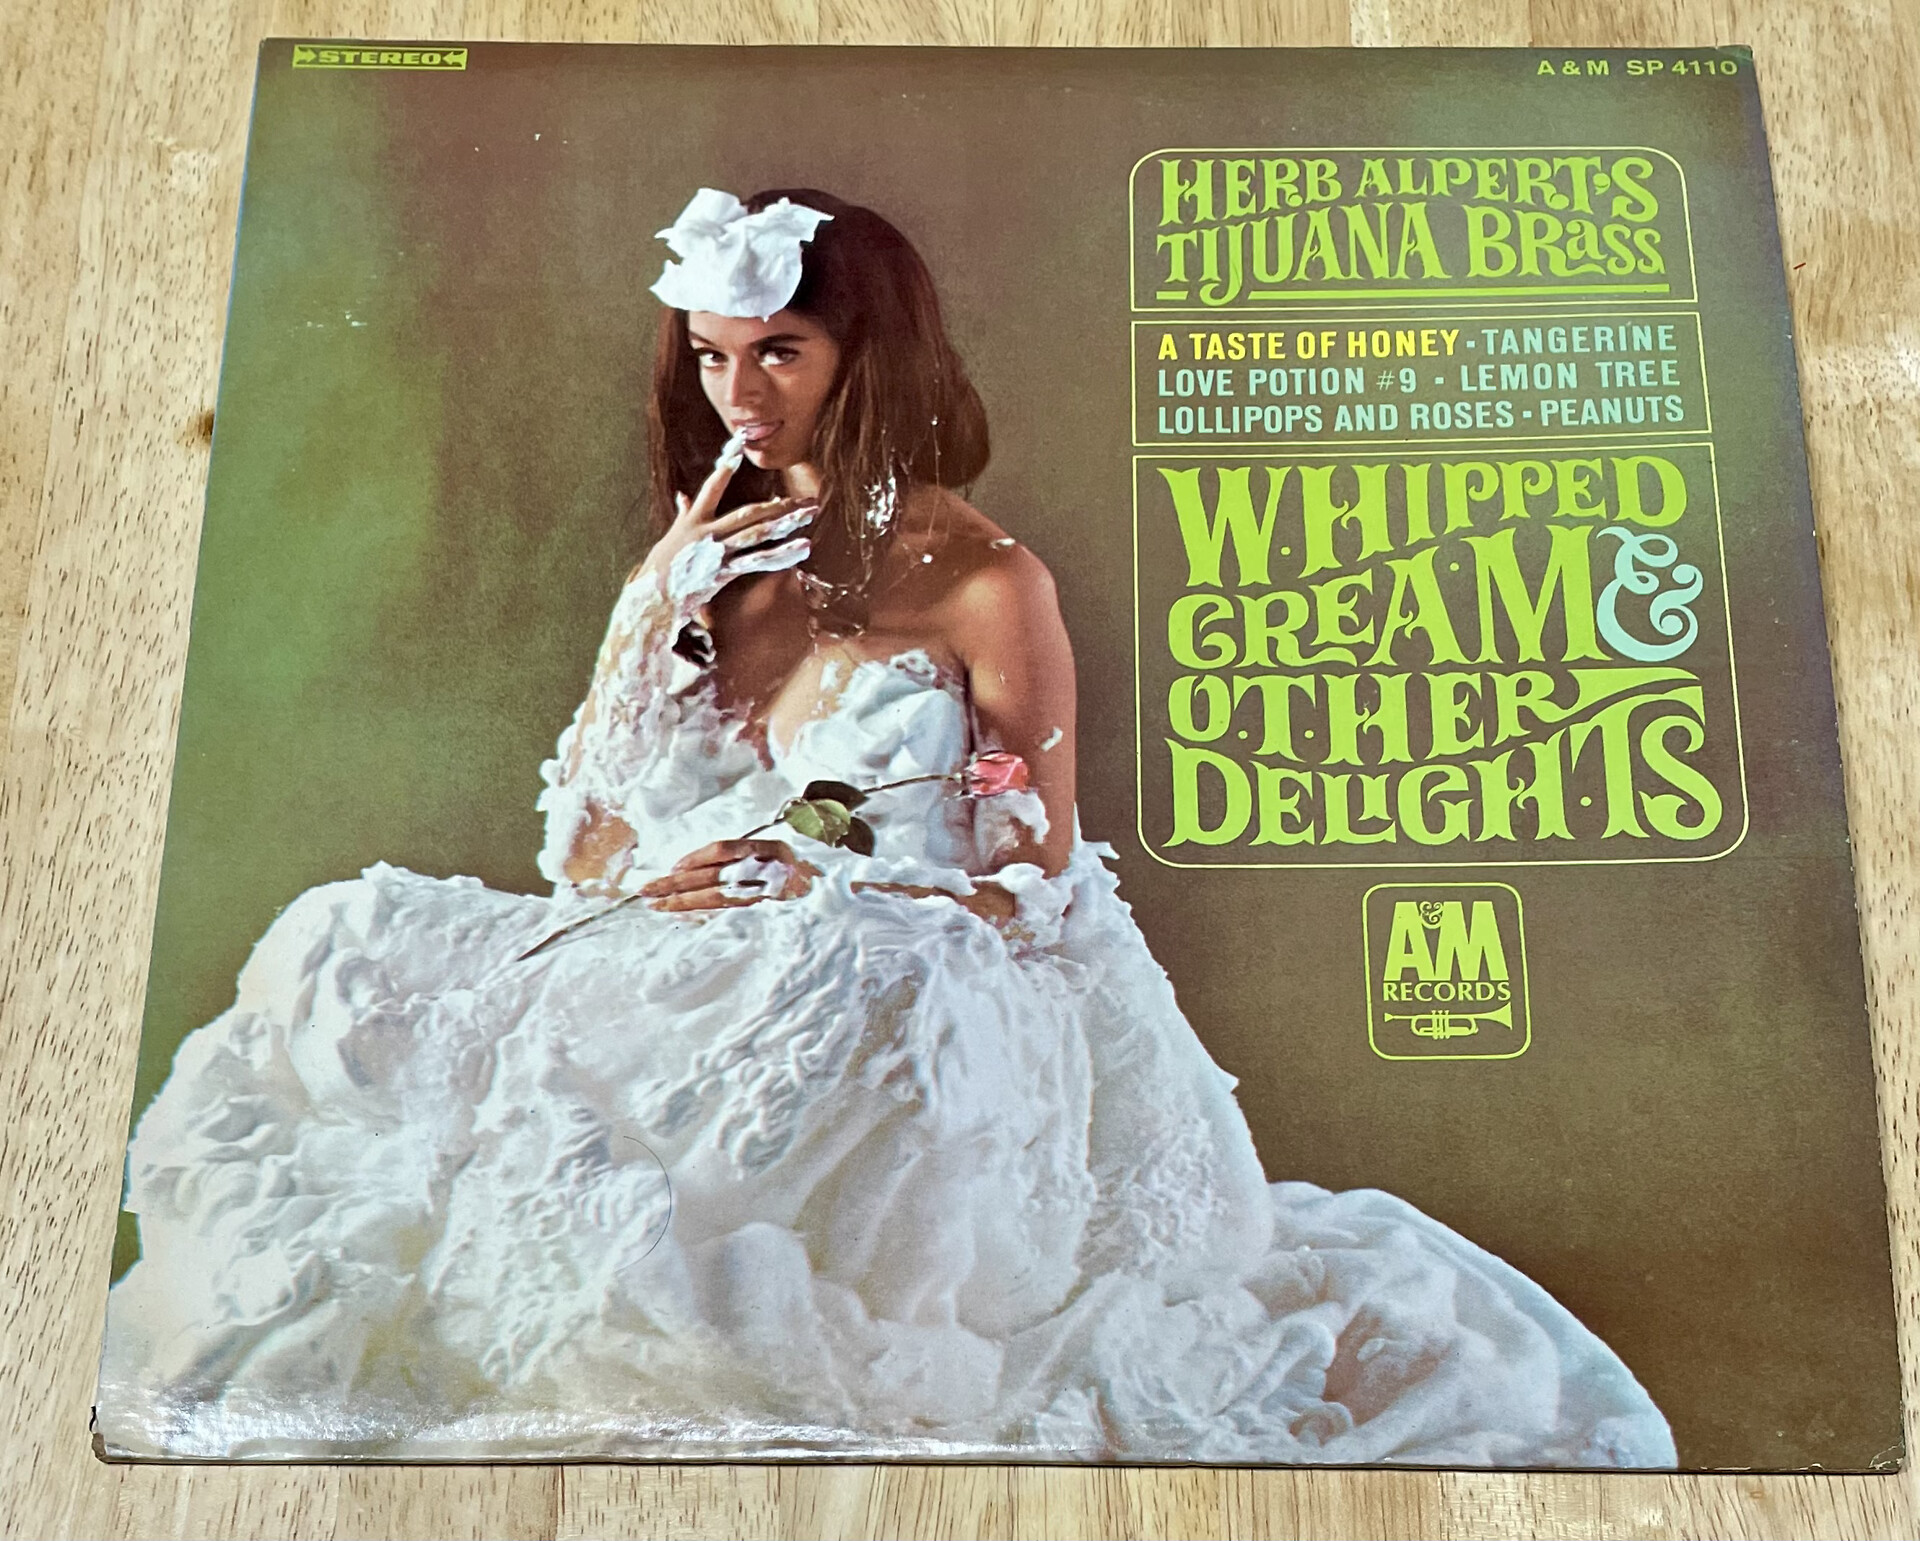 STEREO
A & M SP 4110
HERB ALPERT'S
TIJUANA BRass
A TASTE OF HONEY - TANGERINE
LOVE POTION #9 - LEMON TREE
LOLLIPOPS AND ROSES - PEANUTS
WHIPPED
CREAM &
OTHER
DELIGHTS
A&M
RECORDS